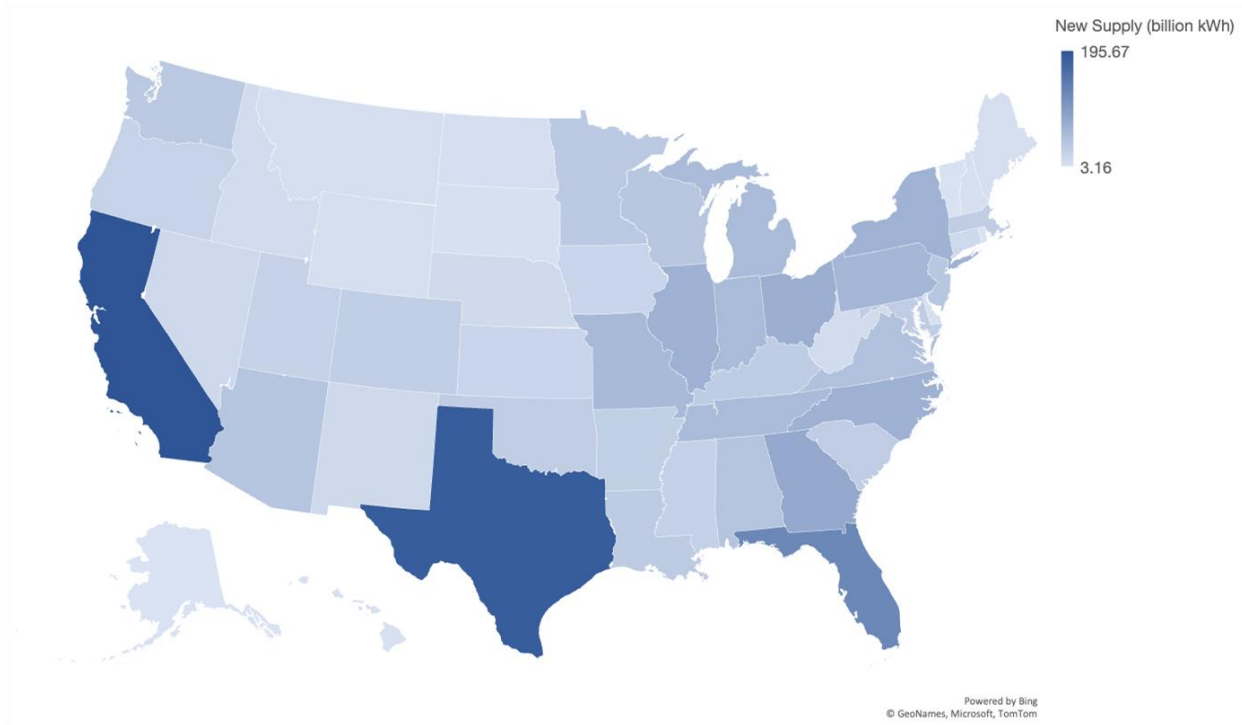 New Supply (billion kWh)
195.67
3.16
Powered by Bing
© GeoNames, Microsoft, TomTom